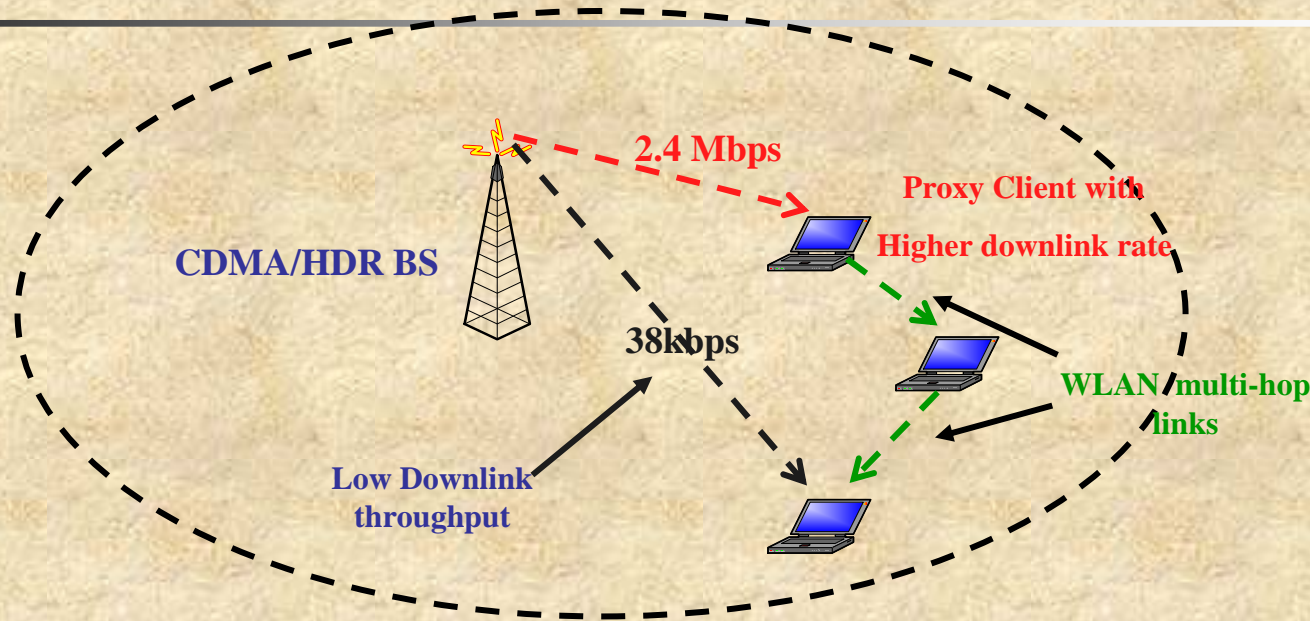 2.4 Mbps
Proxy Client with
Higher downlink rate
CDMA/HDR BS
38kbps
WLAN multi-hop
links
Low Downlink
throughput